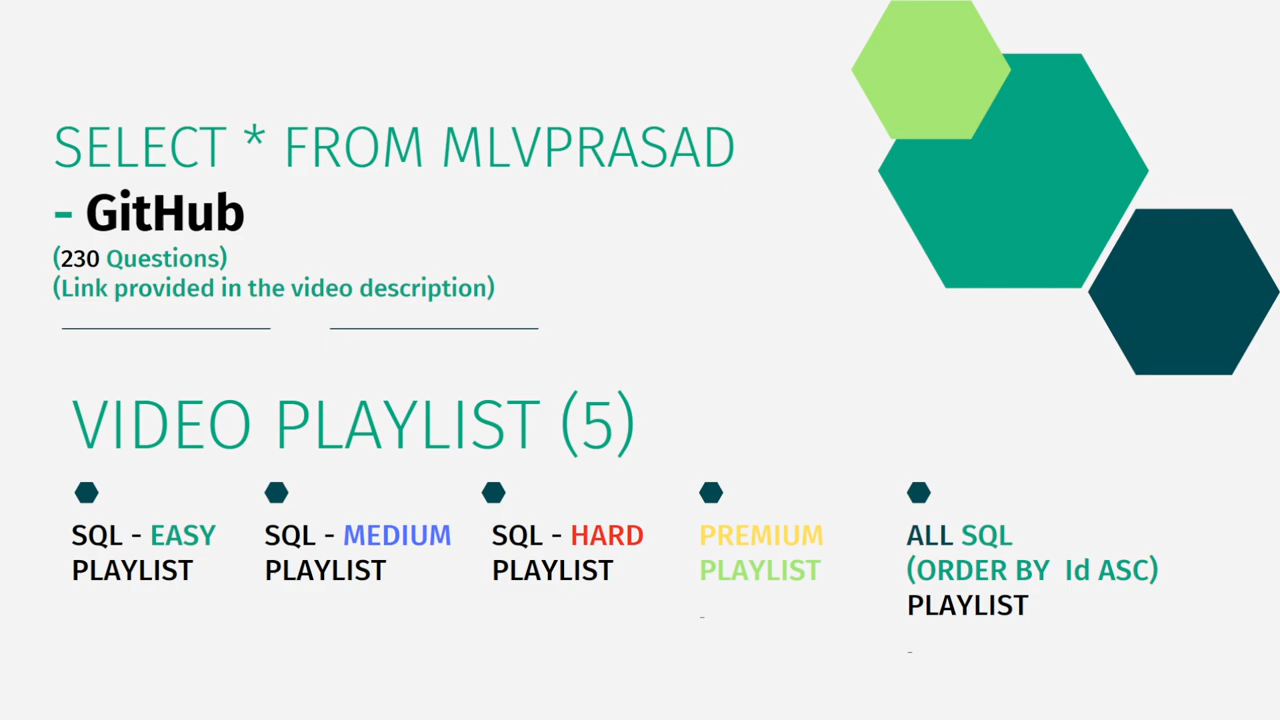 SELECT * FROM MLVPRASAD
- GitHub
(230 Questions)
(Link provided in the video description)
VIDEO PLAYLIST (5)
SQL - EASY
PLAYLIST
SQL - MEDIUM
PLAYLIST
SQL - HARD
PLAYLIST
PREMIUM
PLAYLIST
-
ALL SQL
(ORDER BY Id ASC)
PLAYLIST
-